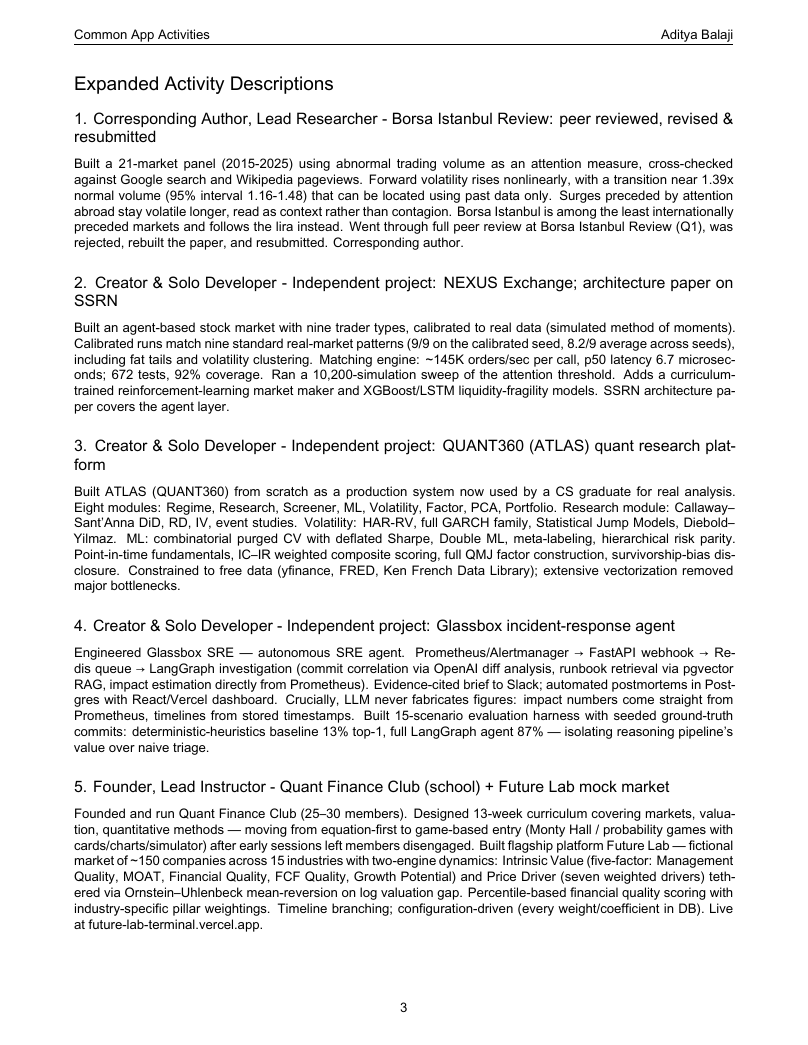 Common App Activities Aditya Balaji
Expanded Activity Descriptions
1. Corresponding Author, Lead Researcher - Borsa Istanbul Review: peer reviewed, revised &
resubmitted
Built a 21-market panel (2015-2025) using abnormal trading volume as an attention measure, cross-checked
against Google search and Wikipedia pageviews. Forward volatility rises nonlinearly, with a transition near 1.39x
normal volume (95% interval 1.16-1.48) that can be located using past data only. Surges preceded by attention
abroad stay volatile longer, read as context rather than contagion. Borsa Istanbul is among the least internationally
preceded markets and follows the lira instead. Went through full peer review at Borsa Istanbul Review (Q1), was
rejected, rebuilt the paper, and resubmitted. Corresponding author.
2. Creator & Solo Developer - Independent project: NEXUS Exchange; architecture paper on
SSRN
Built an agent-based stock market with nine trader types, calibrated to real data (simulated method of moments).
Calibrated runs match nine standard real-market patterns (9/9 on the calibrated seed, 8.2/9 average across seeds),
including fat tails and volatility clustering. Matching engine: ~145K orders/sec per call, p50 latency 6.7 microsec-
onds; 672 tests, 92% coverage. Ran a 10,200-simulation sweep of the attention threshold. Adds a curriculum-
trained reinforcement-learning market maker and XGBoost/LSTM liquidity-fragility models. SSRN architecture pa-
per covers the agent layer.
3. Creator & Solo Developer - Independent project: QUANT360 (ATLAS) quant research plat-
form
Built ATLAS (QUANT360) from scratch as a production system now used by a CS graduate for real analysis.
Eight modules: Regime, Research, Screener, ML, Volatility, Factor, PCA, Portfolio. Research module: Callaway–
Sant’Anna DiD, RD, IV, event studies. Volatility: HAR-RV, full GARCH family, Statistical Jump Models, Diebold–
Yilmaz. ML: combinatorial purged CV with deflated Sharpe, Double ML, meta-labeling, hierarchical risk parity.
Point-in-time fundamentals, IC–IR weighted composite scoring, full QMJ factor construction, survivorship-bias dis-
closure. Constrained to free data (yfinance, FRED, Ken French Data Library); extensive vectorization removed
major bottlenecks.
4. Creator & Solo Developer - Independent project: Glassbox incident-response agent
Engineered Glassbox SRE — autonomous SRE agent. Prometheus/Alertmanager → FastAPI webhook → Re-
dis queue → LangGraph investigation (commit correlation via OpenAI diff analysis, runbook retrieval via pgvector
RAG, impact estimation directly from Prometheus). Evidence-cited brief to Slack; automated postmortems in Post-
gres with React/Vercel dashboard. Crucially, LLM never fabricates figures: impact numbers come straight from
Prometheus, timelines from stored timestamps. Built 15-scenario evaluation harness with seeded ground-truth
commits: deterministic-heuristics baseline 13% top-1, full LangGraph agent 87% — isolating reasoning pipeline’s
value over naive triage.
5. Founder, Lead Instructor - Quant Finance Club (school) + Future Lab mock market
Founded and run Quant Finance Club (25–30 members). Designed 13-week curriculum covering markets, valua-
tion, quantitative methods — moving from equation-first to game-based entry (Monty Hall / probability games with
cards/charts/simulator) after early sessions left members disengaged. Built flagship platform Future Lab — fictional
market of ~150 companies across 15 industries with two-engine dynamics: Intrinsic Value (five-factor: Management
Quality, MOAT, Financial Quality, FCF Quality, Growth Potential) and Price Driver (seven weighted drivers) teth-
ered via Ornstein–Uhlenbeck mean-reversion on log valuation gap. Percentile-based financial quality scoring with
industry-specific pillar weightings. Timeline branching; configuration-driven (every weight/coefficient in DB). Live
at future-lab-terminal.vercel.app.
3